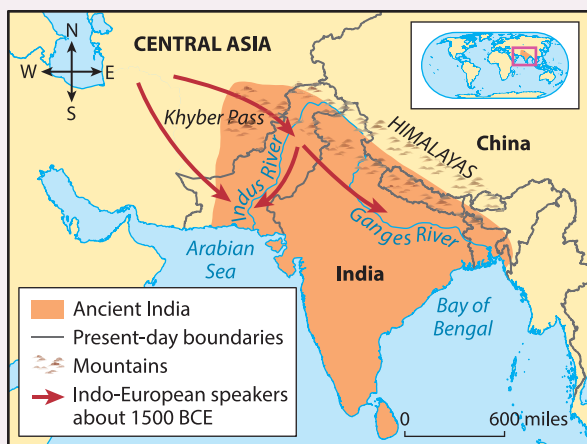 N
W E
S
CENTRAL ASIA
Khyber Pass
HIMALAYAS
China
Indus River
Ganges River
Arabian
Sea
India
Bay of
Bengal
Ancient India
Present-day boundaries
Mountains
Indo-European speakers
about 1500 BCE
0 600 miles